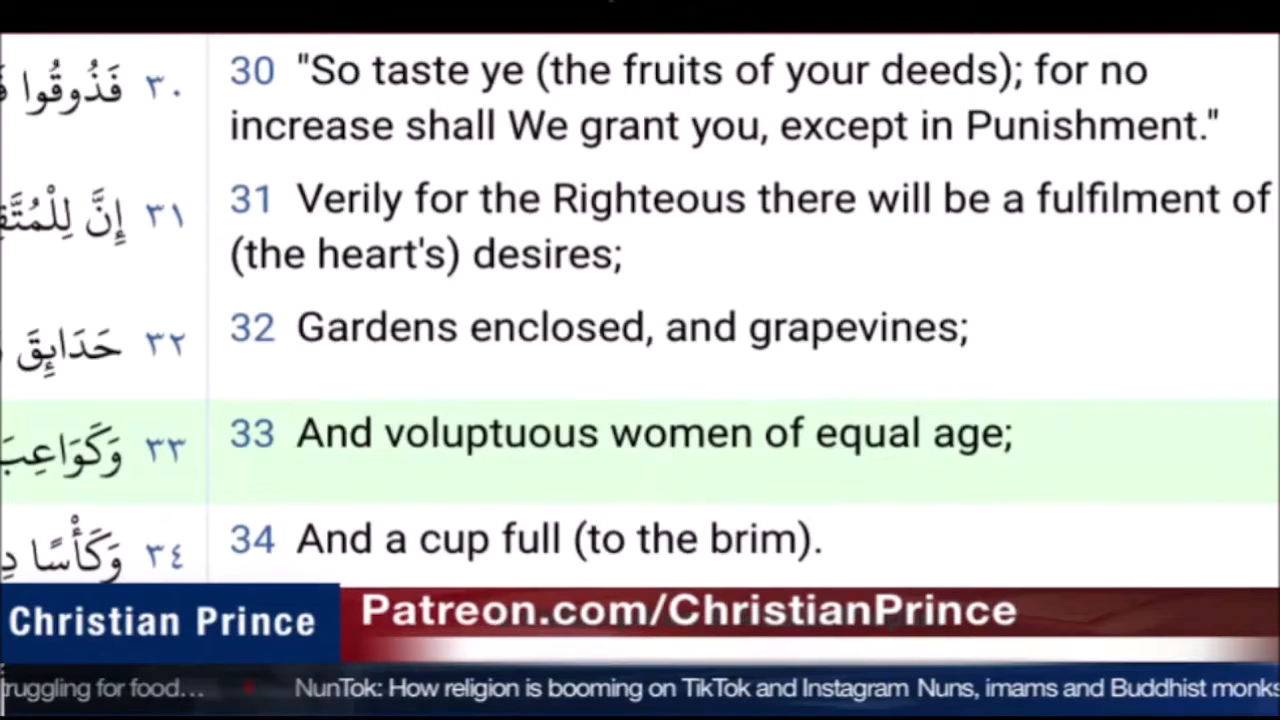 فَذُوقُوا ٣٠ 30 "So taste ye (the fruits of your deeds); for no
increase shall We grant you, except in Punishment."
إِنَّ ٣١ 31 Verily for the Righteous there will be a fulfilment of
(the heart's) desires;
حَدَائِقَ ٣٢ 32 Gardens enclosed, and grapevines;
٣٣ 33 And voluptuous women of equal age;
وَكَأْسًا ٣٤ 34 And a cup full (to the brim).
Christian Prince
Patreon.com/ChristianPrince
for food... NunTok: How religion is booming on TikTok and Instagram Nuns, imams and Buddhist